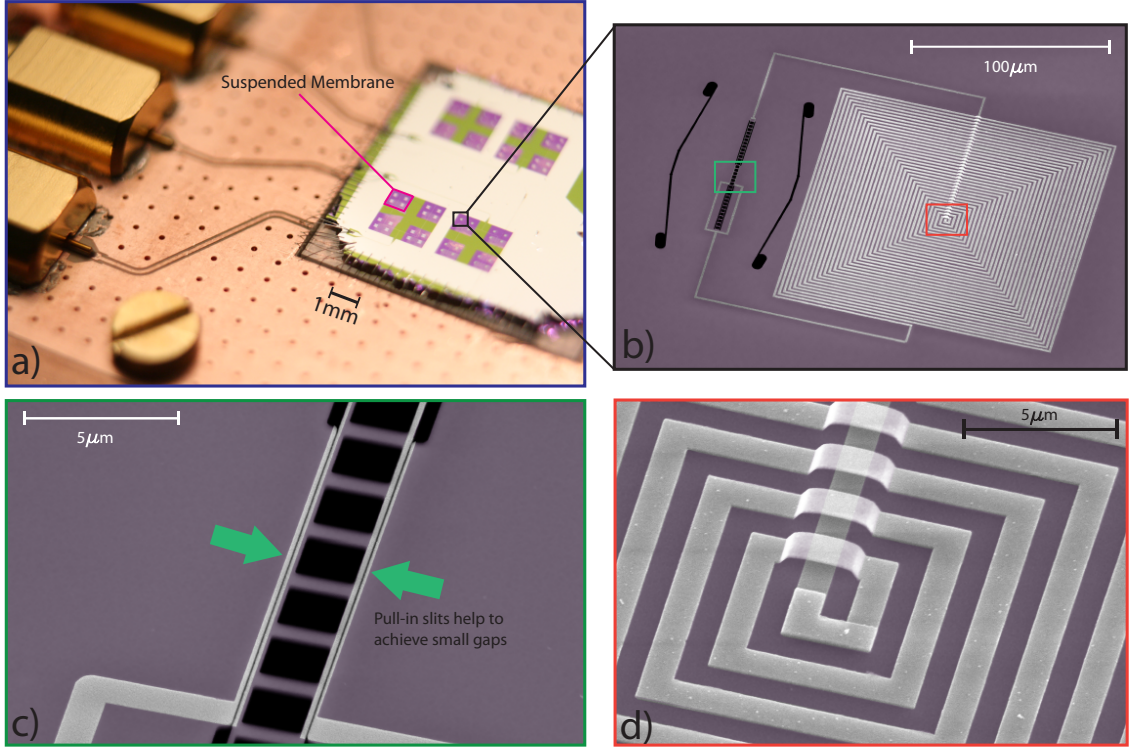 Suspended Membrane
1mm
a)
100μm
b)
5μm
Pull-in slits help to
achieve small gaps
c)
5μm
d)